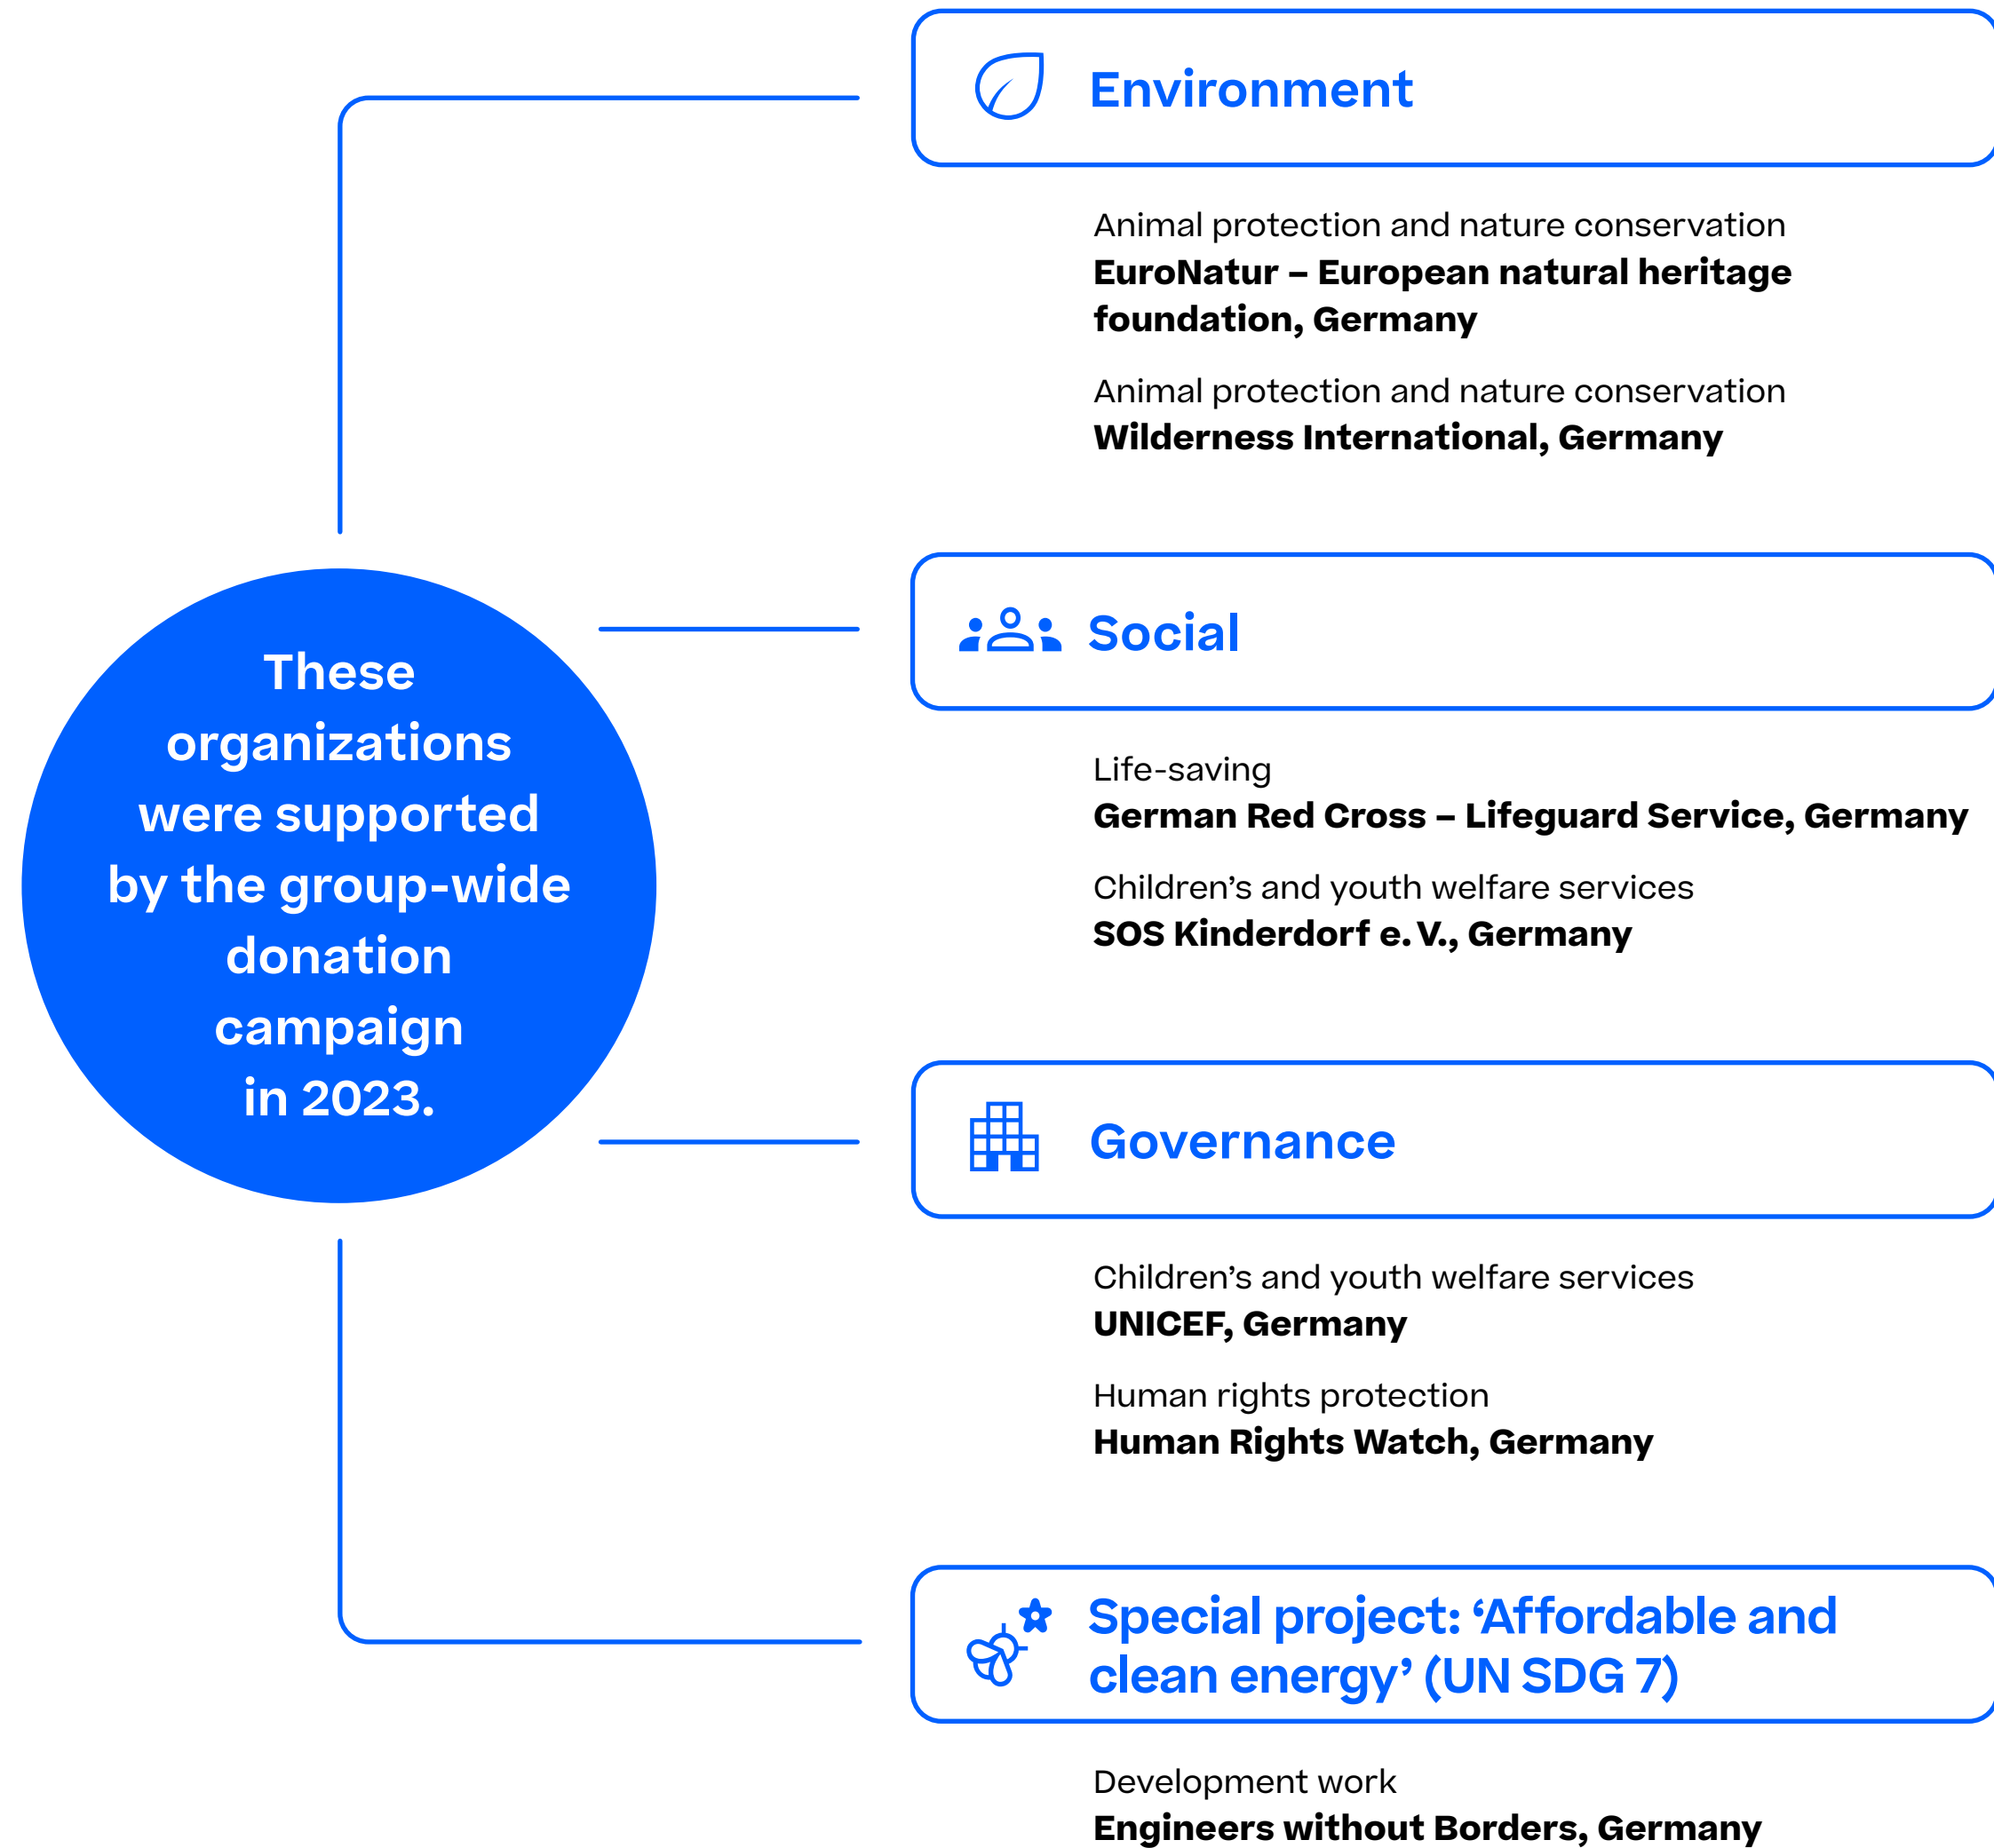 These
organizations
were supported
by the group-wide
donation
campaign
in 2023.
Environment
Animal protection and nature conservation
EuroNatur – European natural heritage
foundation, Germany
Animal protection and nature conservation
Wilderness International, Germany
Social
Life-saving
German Red Cross – Lifeguard Service, Germany
Children’s and youth welfare services
SOS Kinderdorf e. V., Germany
Governance
Children’s and youth welfare services
UNICEF, Germany
Human rights protection
Human Rights Watch, Germany
Special project: ‘Affordable and
clean energy’ (UN SDG 7)
Development work
Engineers without Borders, Germany